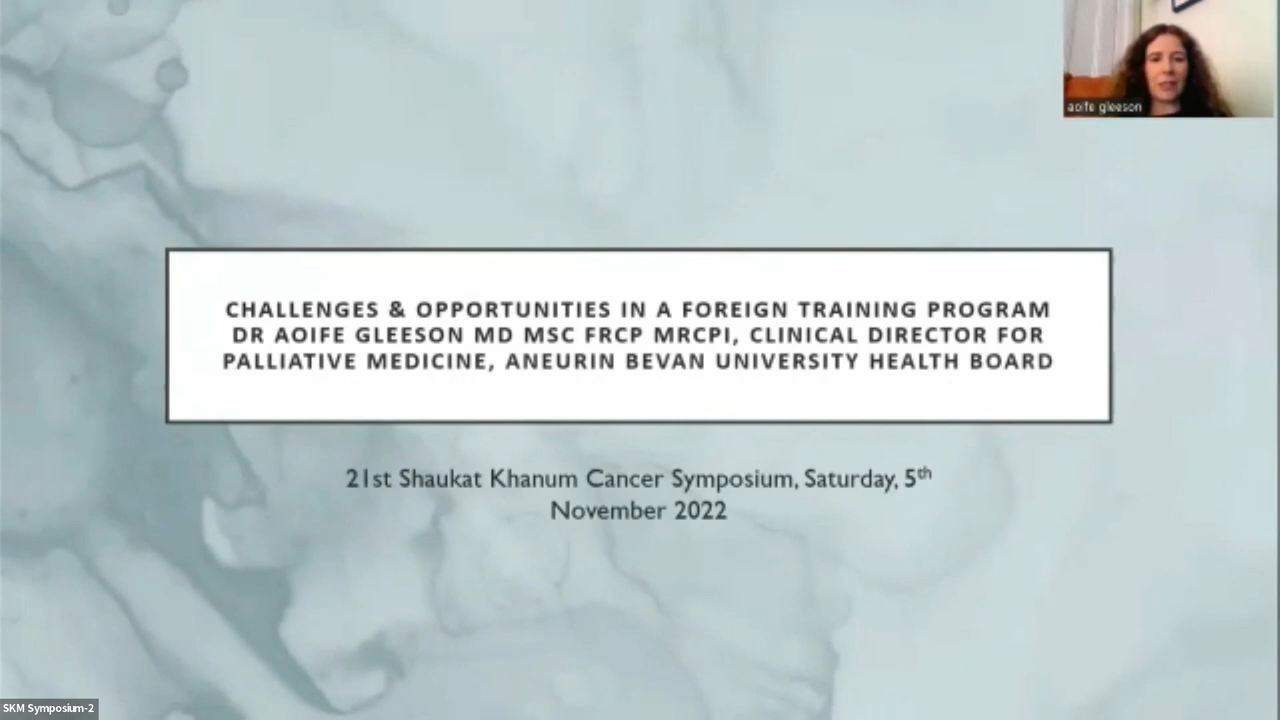 aoife gleeson
CHALLENGES & OPPORTUNITIES IN A FOREIGN TRAINING PROGRAM
DR AOIFE GLEESON MD MSC FRCP MRCPI, CLINICAL DIRECTOR FOR
PALLIATIVE MEDICINE, ANEURIN BEVAN UNIVERSITY HEALTH BOARD
21st Shaukat Khanum Cancer Symposium, Saturday, 5th
November 2022
SKM Symposium-2